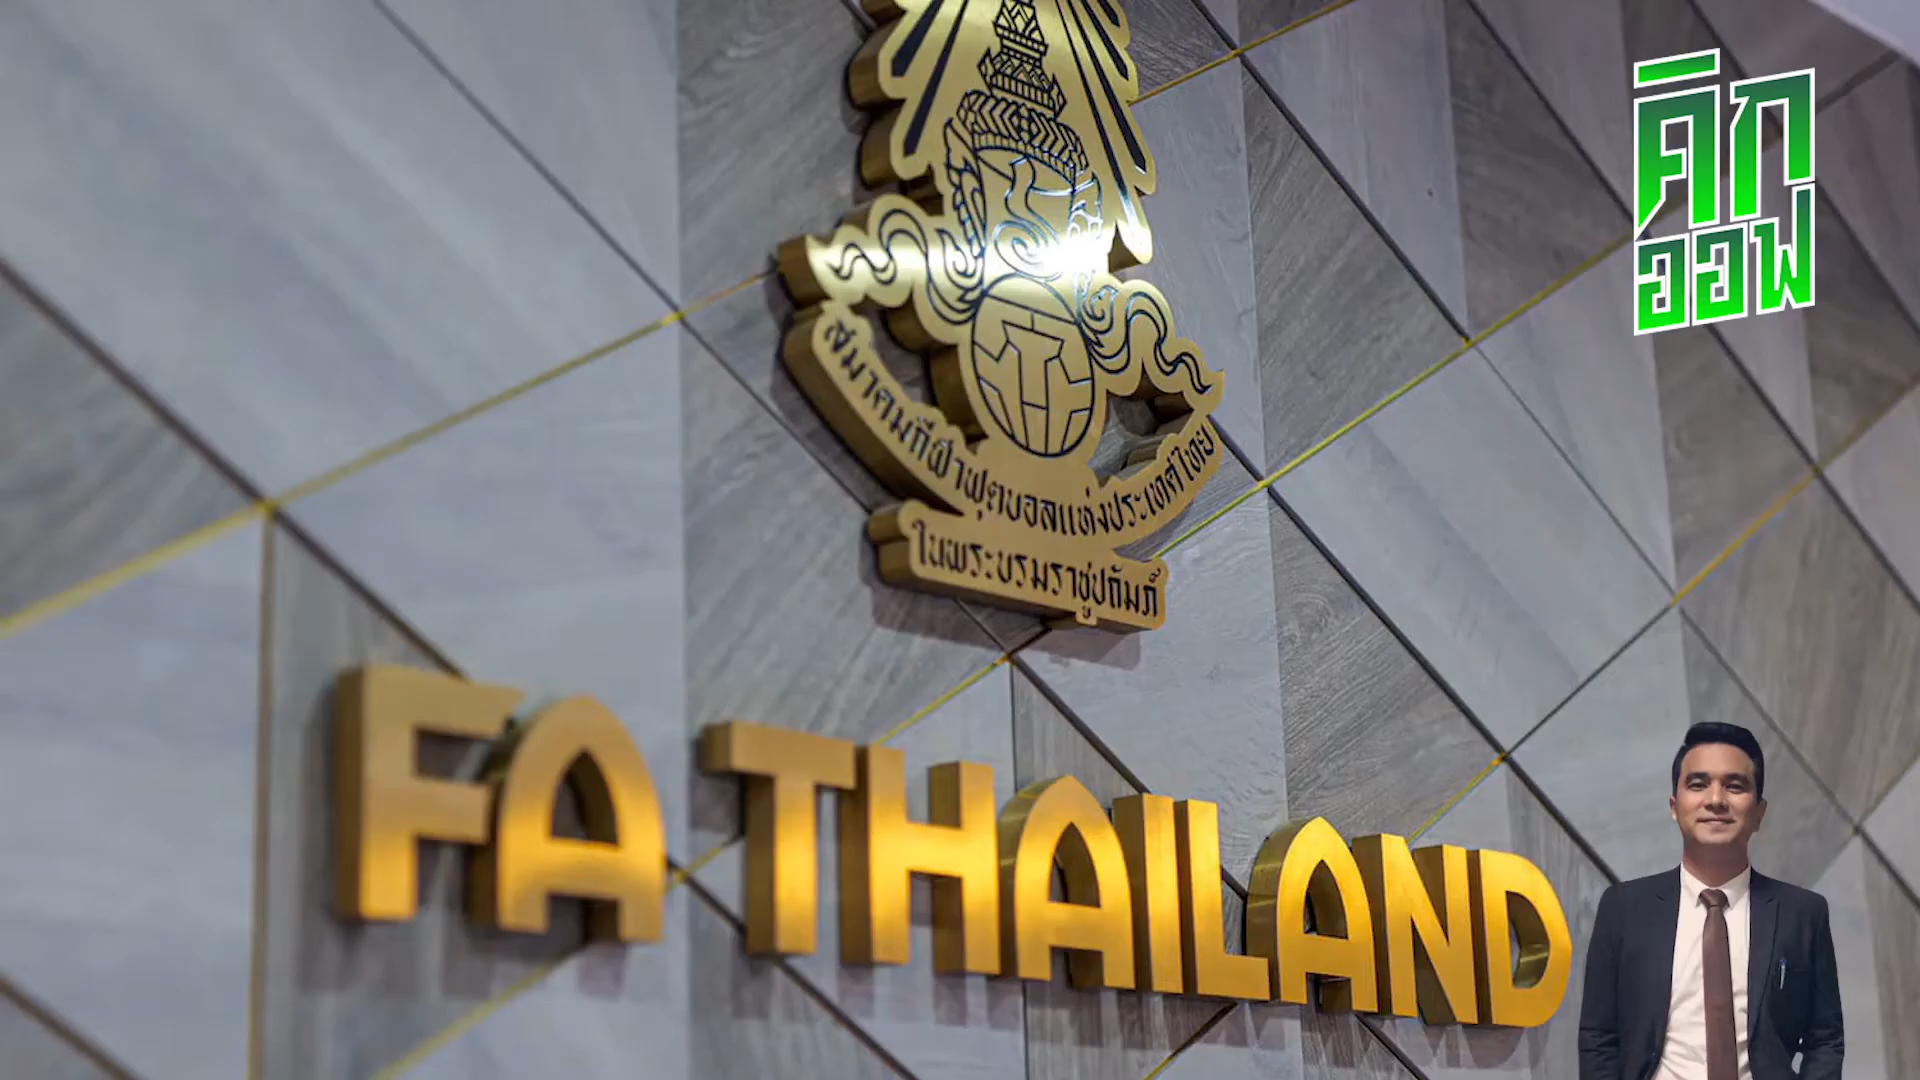 คิก
ออฟ
สมาคมกีฬาฟุตบอลแห่งประเทศไทย
ในพระบรมราชูปถัมภ์
FA THAILAND